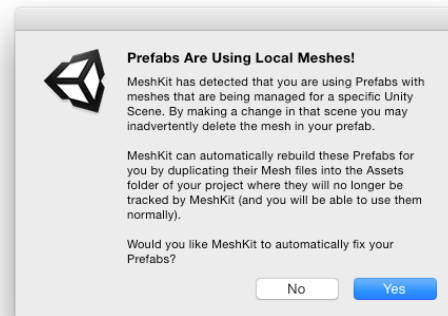 Prefabs Are Using Local Meshes!
MeshKit has detected that you are using Prefabs with
meshes that are being managed for a specific Unity
Scene. By making a change in that scene you may
inadvertently delete the mesh in your prefab.
MeshKit can automatically rebuild these Prefabs for
you by duplicating their Mesh files into the Assets
folder of your project where they will no longer be
tracked by MeshKit (and you will be able to use them
normally).
Would you like MeshKit to automatically fix your
Prefabs?
No
Yes